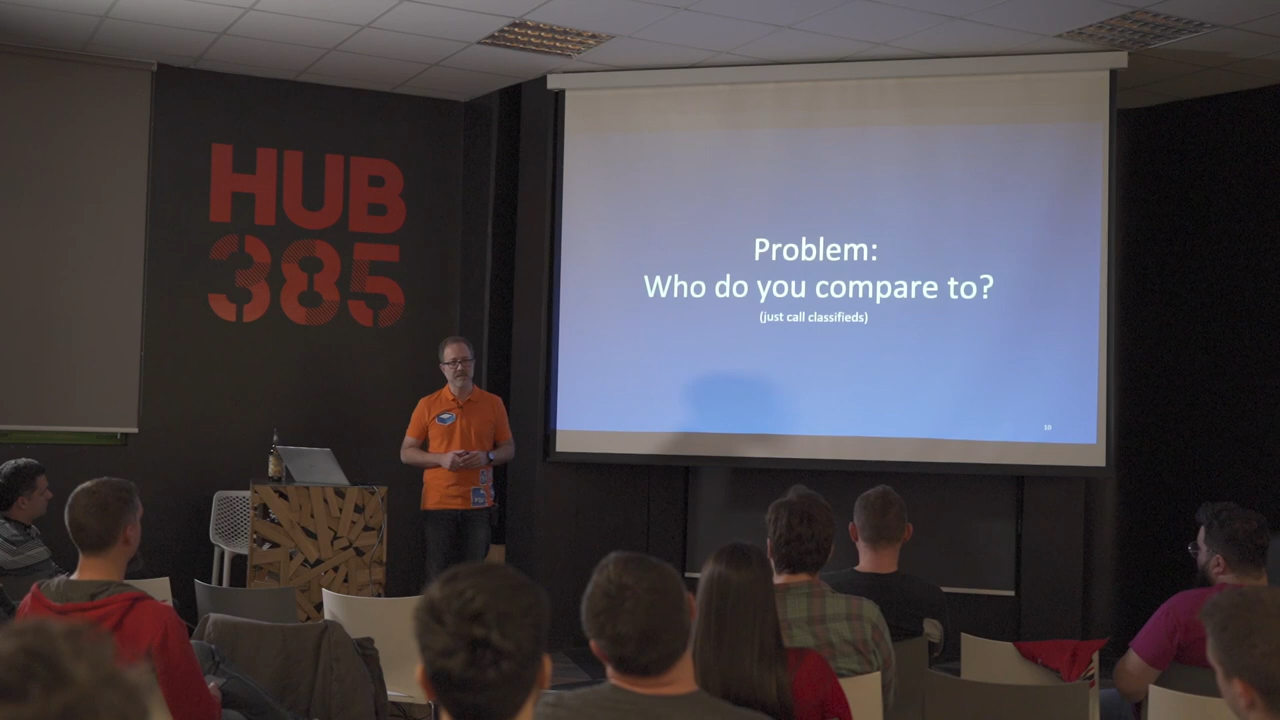 HUB
385
Problem:
Who do you compare to?
(just call classifieds)
10